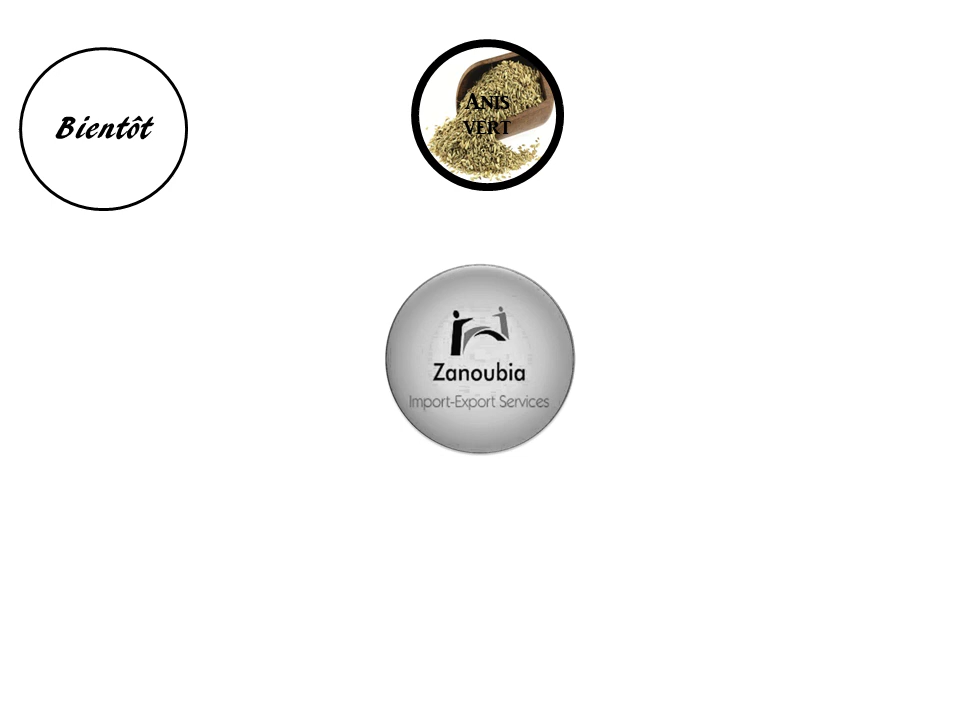 Bientôt
Anis
vert
Zanoubia
Import-Export Services